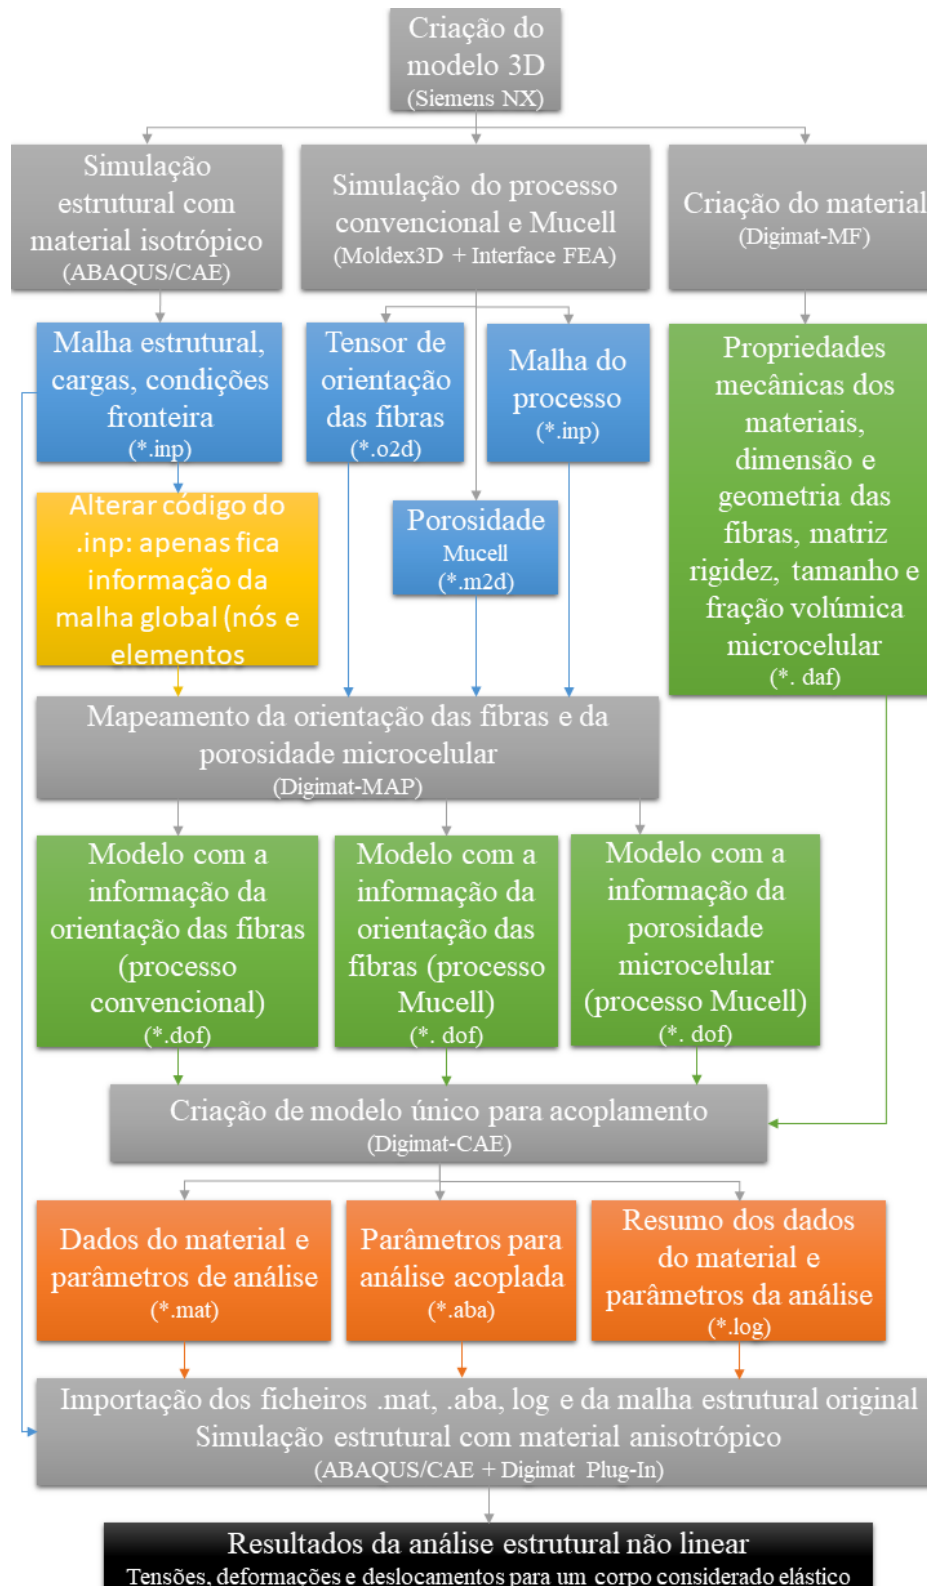 Criação do
modelo 3D
(Siemens NX)
Simulação
estrutural com
material isotrópico
(ABAQUS/CAE)
Simulação do processo
convencional e Mucell
(Moldex3D + Interface FEA)
Criação do material
(Digimat-MF)
Malha estrutural,
cargas, condições
fronteira
(*.inp)
Tensor de
orientação
das fibras
(*.o2d)
Malha do
processo
(*.inp)
Propriedades
mecânicas dos
materiais,
dimensão e
geometria das
fibras, matriz
rigidez, tamanho e
fração volúmica
microcelular
(*. daf)
Alterar código do
.inp: apenas fica
informação da
malha global (nós e
elementos
Porosidade
Mucell
(*.m2d)
Mapeamento da orientação das fibras e da
porosidade microcelular
(Digimat-MAP)
Modelo com a
informação da
orientação das fibras
(processo
convencional)
(*.dof)
Modelo com a
informação da
orientação das
fibras (processo
Mucell)
(*. dof)
Modelo com a
informação da
porosidade
microcelular
(processo Mucell)
(*. dof)
Criação de modelo único para acoplamento
(Digimat-CAE)
Dados do material e
parâmetros de análise
(*.mat)
Parâmetros para
análise acoplada
(*.aba)
Resumo dos dados
do material e
parâmetros da análise
(*.log)
Importação dos ficheiros .mat, .aba, log e da malha estrutural original
Simulação estrutural com material anisotrópico
(ABAQUS/CAE + Digimat Plug-In)
Resultados da análise estrutural não linear
Tensões, deformações e deslocamentos para um corpo considerado elástico